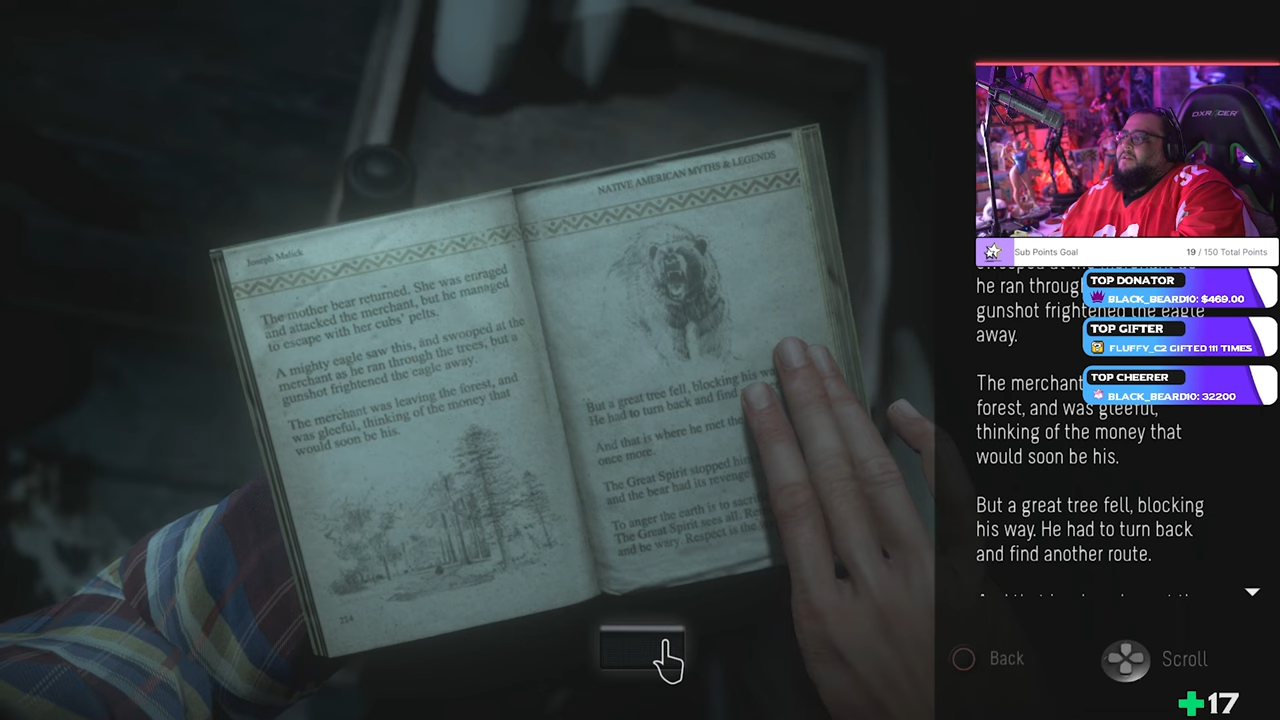 Joseph Malick
The mother bear returned. She was enraged
and attacked the merchant, but he managed
to escape with her cubs' pelts.
A mighty eagle saw this, and swooped at the
merchant as he ran through the trees, but a
gunshot frightened the eagle away.
The merchant was leaving the forest, and
was gleeful, thinking of the money that
would soon be his.
214
NATIVE AMERICAN MYTHS & LEGENDS
But a great tree fell, blocking his
He had to turn back and find
And that is where he met the
once more.
The Great Spirit stopped
and the bear had its revenge
To anger the earth is to
The Great Spirit sees all.
and be wary. Respect is the
DXRACER
Sub Points Goal 19 / 150 Total Points
he ran
gunshot frightened the eagle
away.
The merchant
forest, and was gleeful,
thinking of the money that
would soon be his.
But a great tree fell, blocking
his way. He had to turn back
and find another route.
TOP DONATOR
BLACK_BEARD10: $469.00
TOP GIFTER
FLUFFY_C2 GIFTED 111 TIMES
TOP CHEERER
BLACK_BEARD10: 32200
Back
Scroll
+17